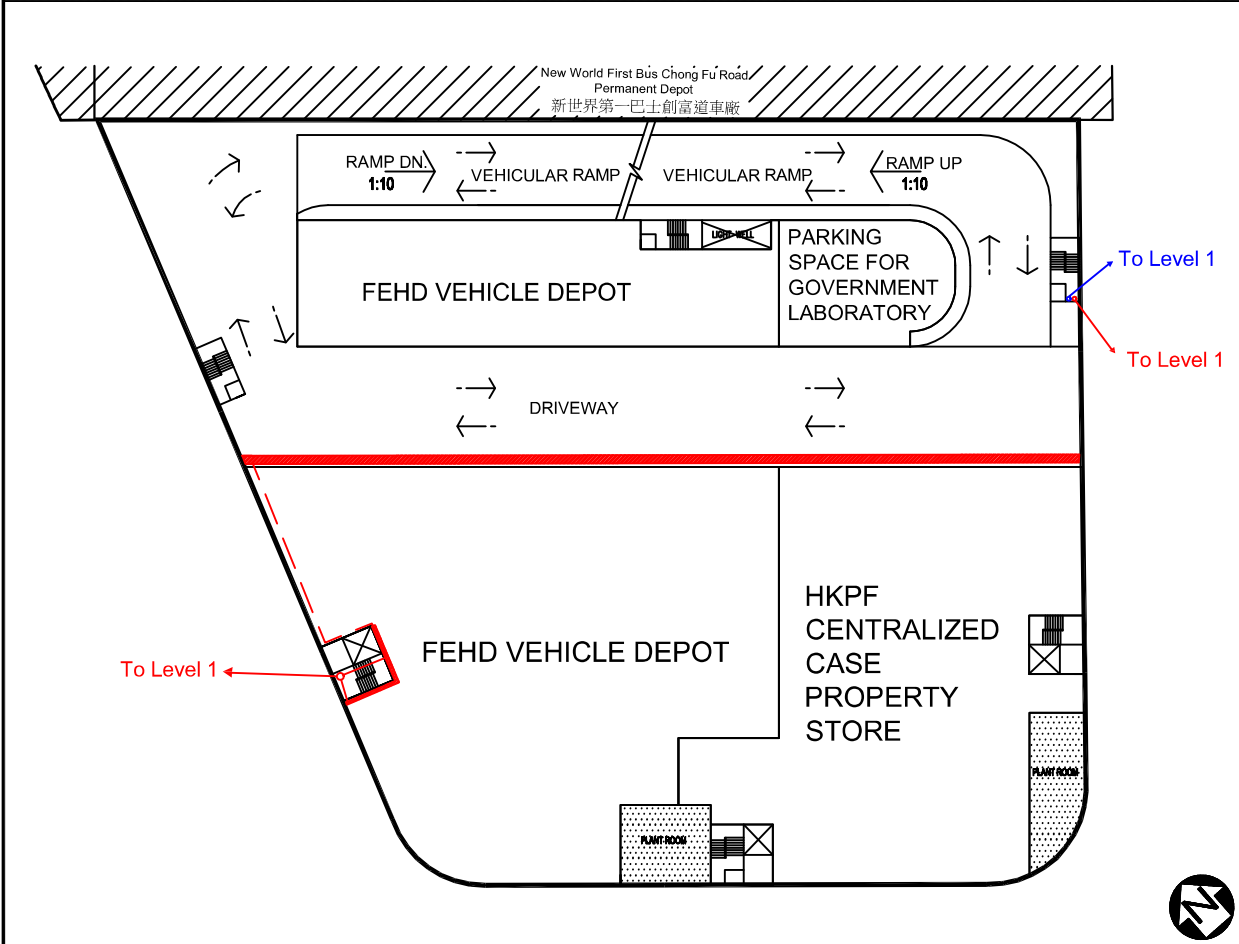 New World First Bus Chong Fu Road
Permanent Depot
新世界第一巴士創富道車廠
RAMP DN.
1:10
VEHICULAR RAMP
VEHICULAR RAMP
RAMP UP
1:10
LIGHT WELL
FEHD VEHICLE DEPOT
PARKING
SPACE FOR
GOVERNMENT
LABORATORY
To Level 1
To Level 1
DRIVEWAY
To Level 1
FEHD VEHICLE DEPOT
HKPF
CENTRALIZED
CASE
PROPERTY
STORE
PLANT ROOM
PLANT ROOM
N